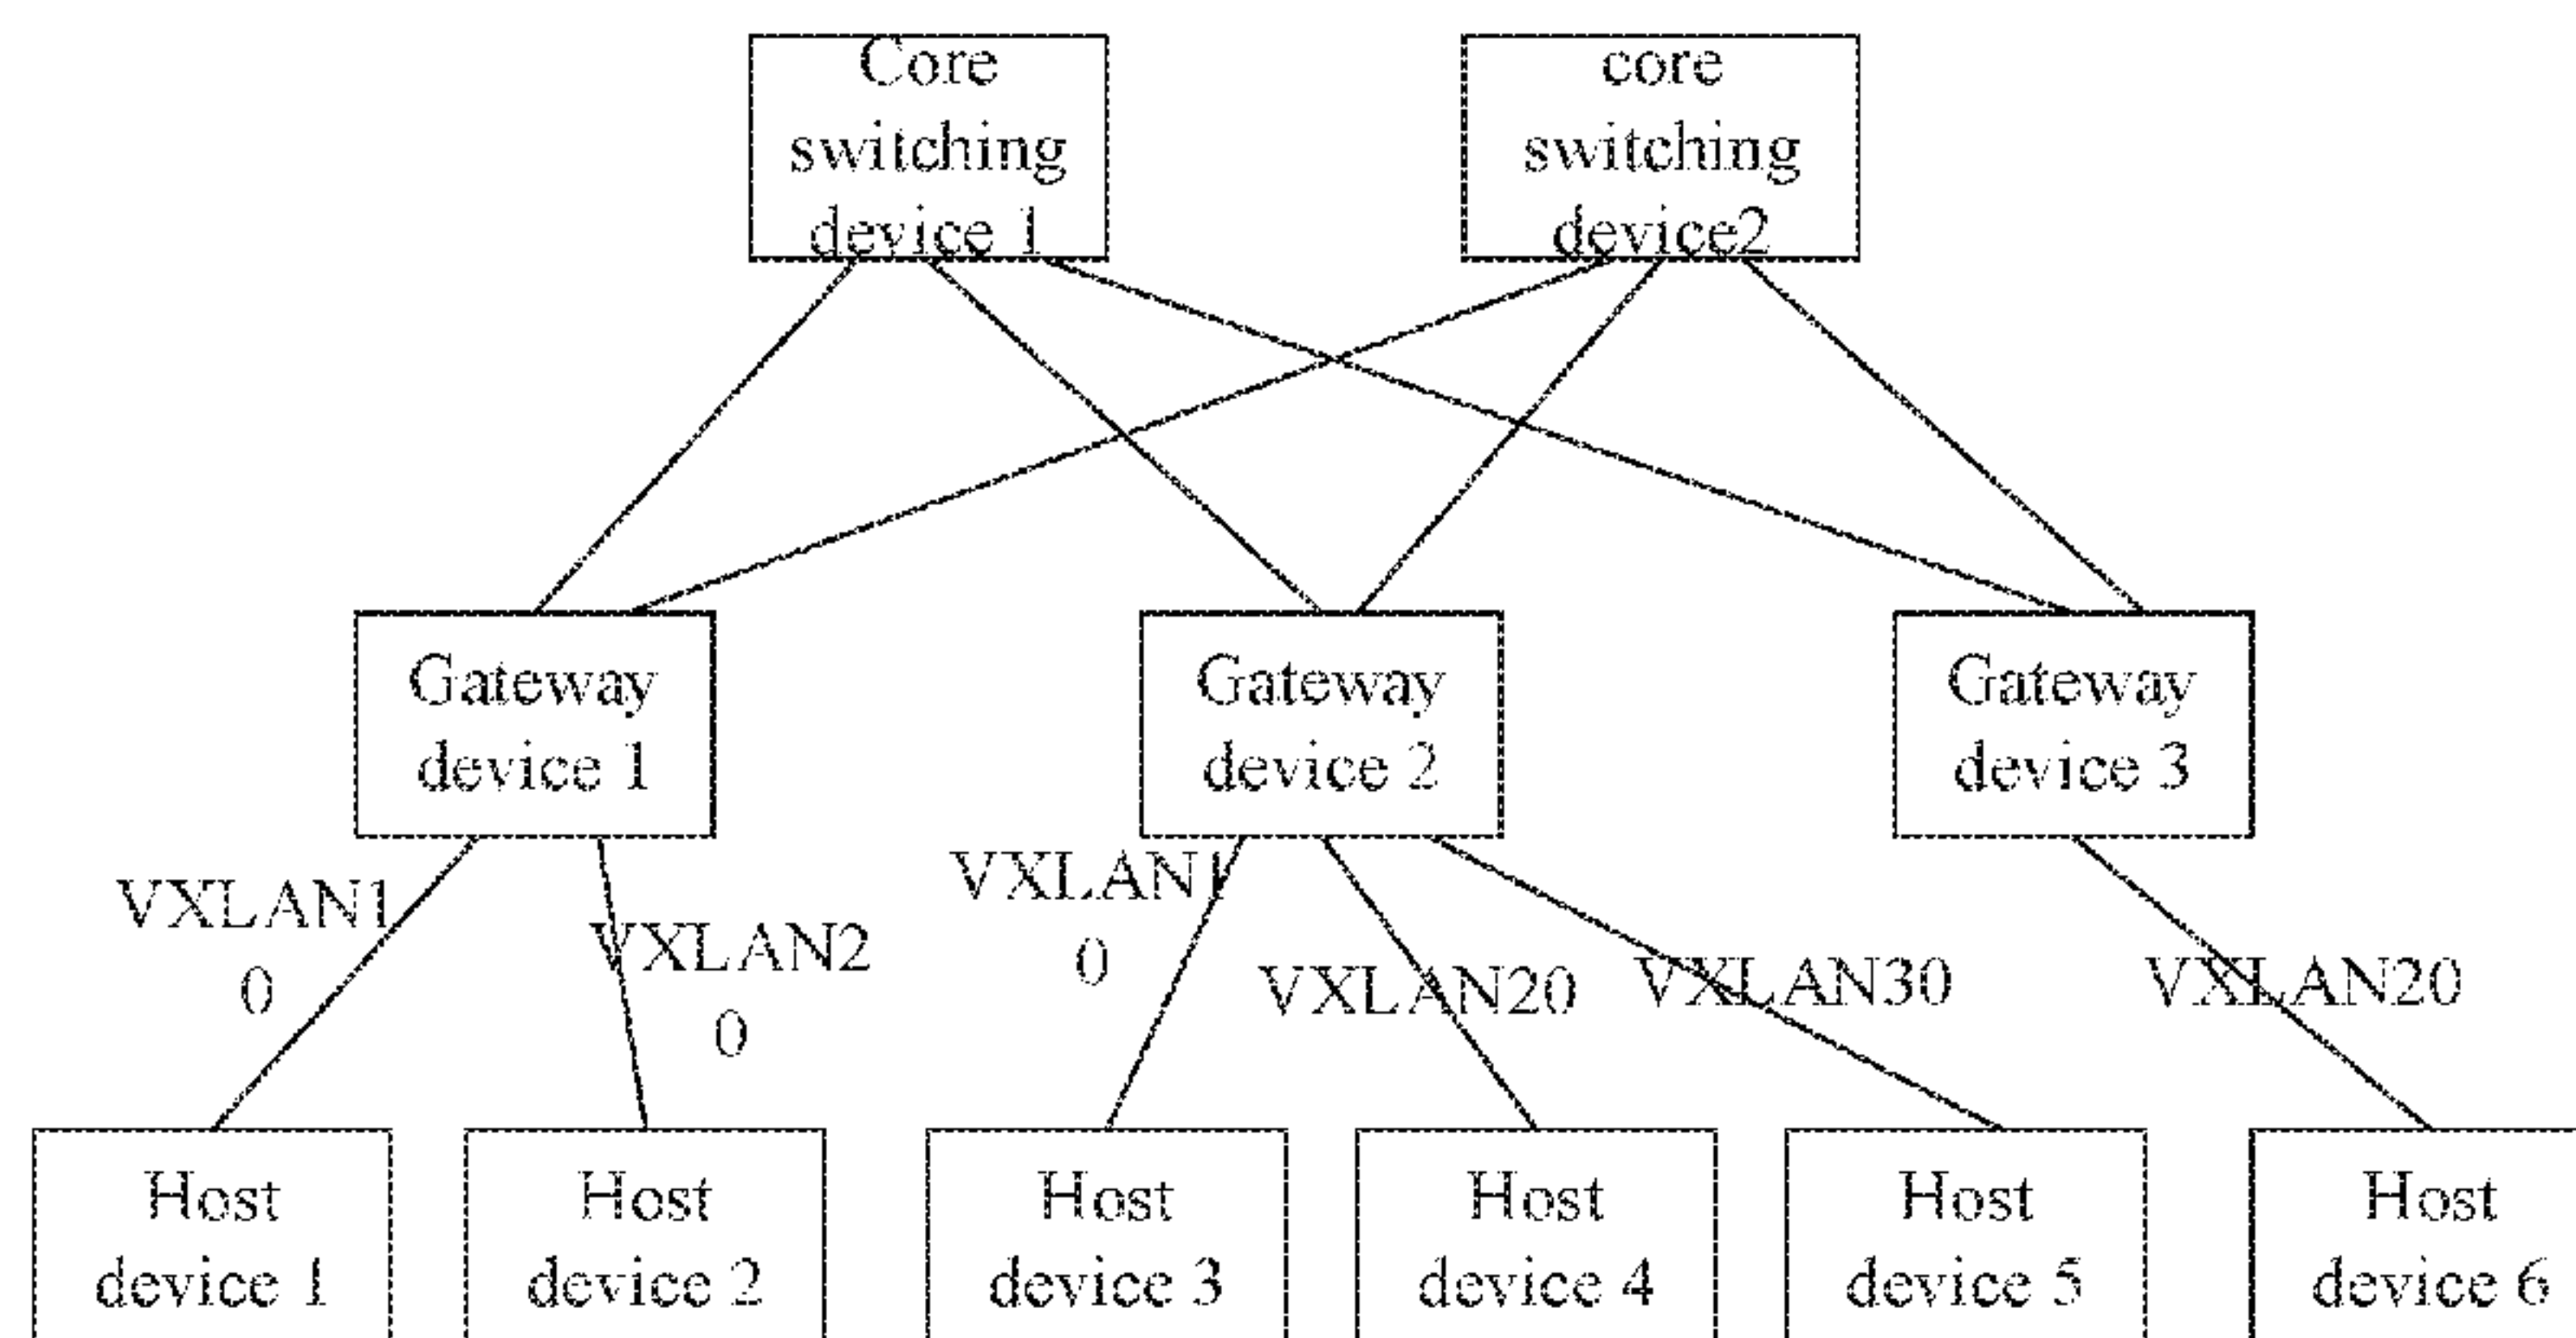 Core
switching
device 1
core
switching
device2
Gateway
device 1
Gateway
device 2
Gateway
device 3
VXLAN1
0
VXLAN2
0
VXLAN1
0
VXLAN20
VXLAN30
VXLAN20
Host
device 1
Host
device 2
Host
device 3
Host
device 4
Host
device 5
Host
device 6